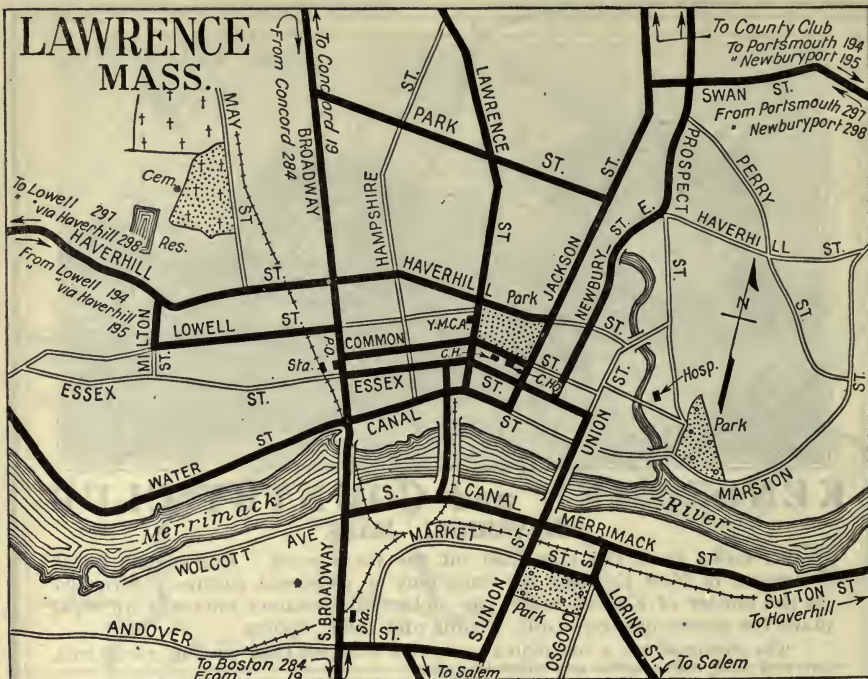 LAWRENCE
MASS.
To Concord 19
From Concord 284
To County Club
To Portsmouth 194
" Newburyport 195
SWAN ST.
From Portsmouth 297
" Newburyport 298
MAY
ST
BROADWAY
HAMPSHIRE
ST.
LAWRENCE
ST
PARK
ST.
JACKSON
ST.
NEWBURY
ST. E.
PROSPECT
ST.
PERRY
ST.
HAVERHILL
ST.
ST.
Cem.
Res.
To Lowell 297
" " via Haverhill 298
HAVERHILL
ST.
HAVERHILL
ST.
From Lowell 194
" via Haverhill
195
MILTON
ST.
LOWELL
ST.
P.O.
COMMON
ST.
Y.M.C.A.
Park
C.H.
C.HO
N
Sta.
ESSEX
ST.
ESSEX
ST.
Hosp.
Park
UNION
ST.
WATER
ST
CANAL
ST
MARSTON
ST.
Merrimack
River
S. CANAL
MERRIMACK
ST
WOLCOTT AVE
MARKET
ST.
ST.
S. BROADWAY
Sta.
S. UNION
Park
OSGOOD
LORING ST.
SUTTON ST
To Haverhill
ANDOVER
ST.
To Boston 284
From " 19
To Salem
To Salem